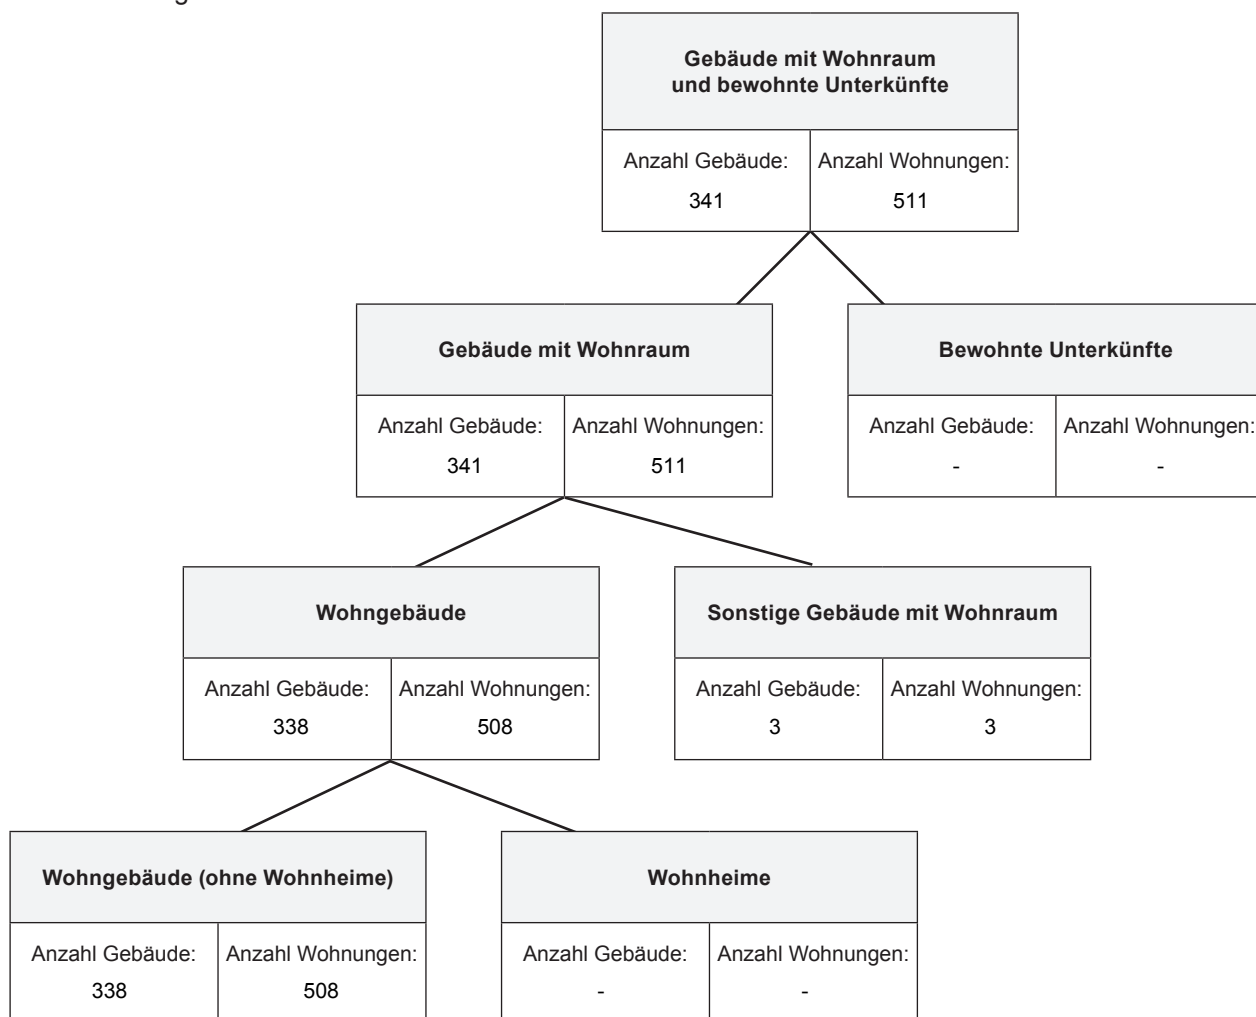 Gebäude mit Wohnraum
und bewohnte Unterkünfte
Anzahl Gebäude: Anzahl Wohnungen:
341 511
Gebäude mit Wohnraum Bewohnte Unterkünfte
Anzahl Gebäude: Anzahl Wohnungen: Anzahl Gebäude: Anzahl Wohnungen:
341 511 - -
Wohngebäude Sonstige Gebäude mit Wohnraum
Anzahl Gebäude: Anzahl Wohnungen: Anzahl Gebäude: Anzahl Wohnungen:
338 508 3 3
Wohngebäude (ohne Wohnheime) Wohnheime
Anzahl Gebäude: Anzahl Wohnungen: Anzahl Gebäude: Anzahl Wohnungen:
338 508 - -